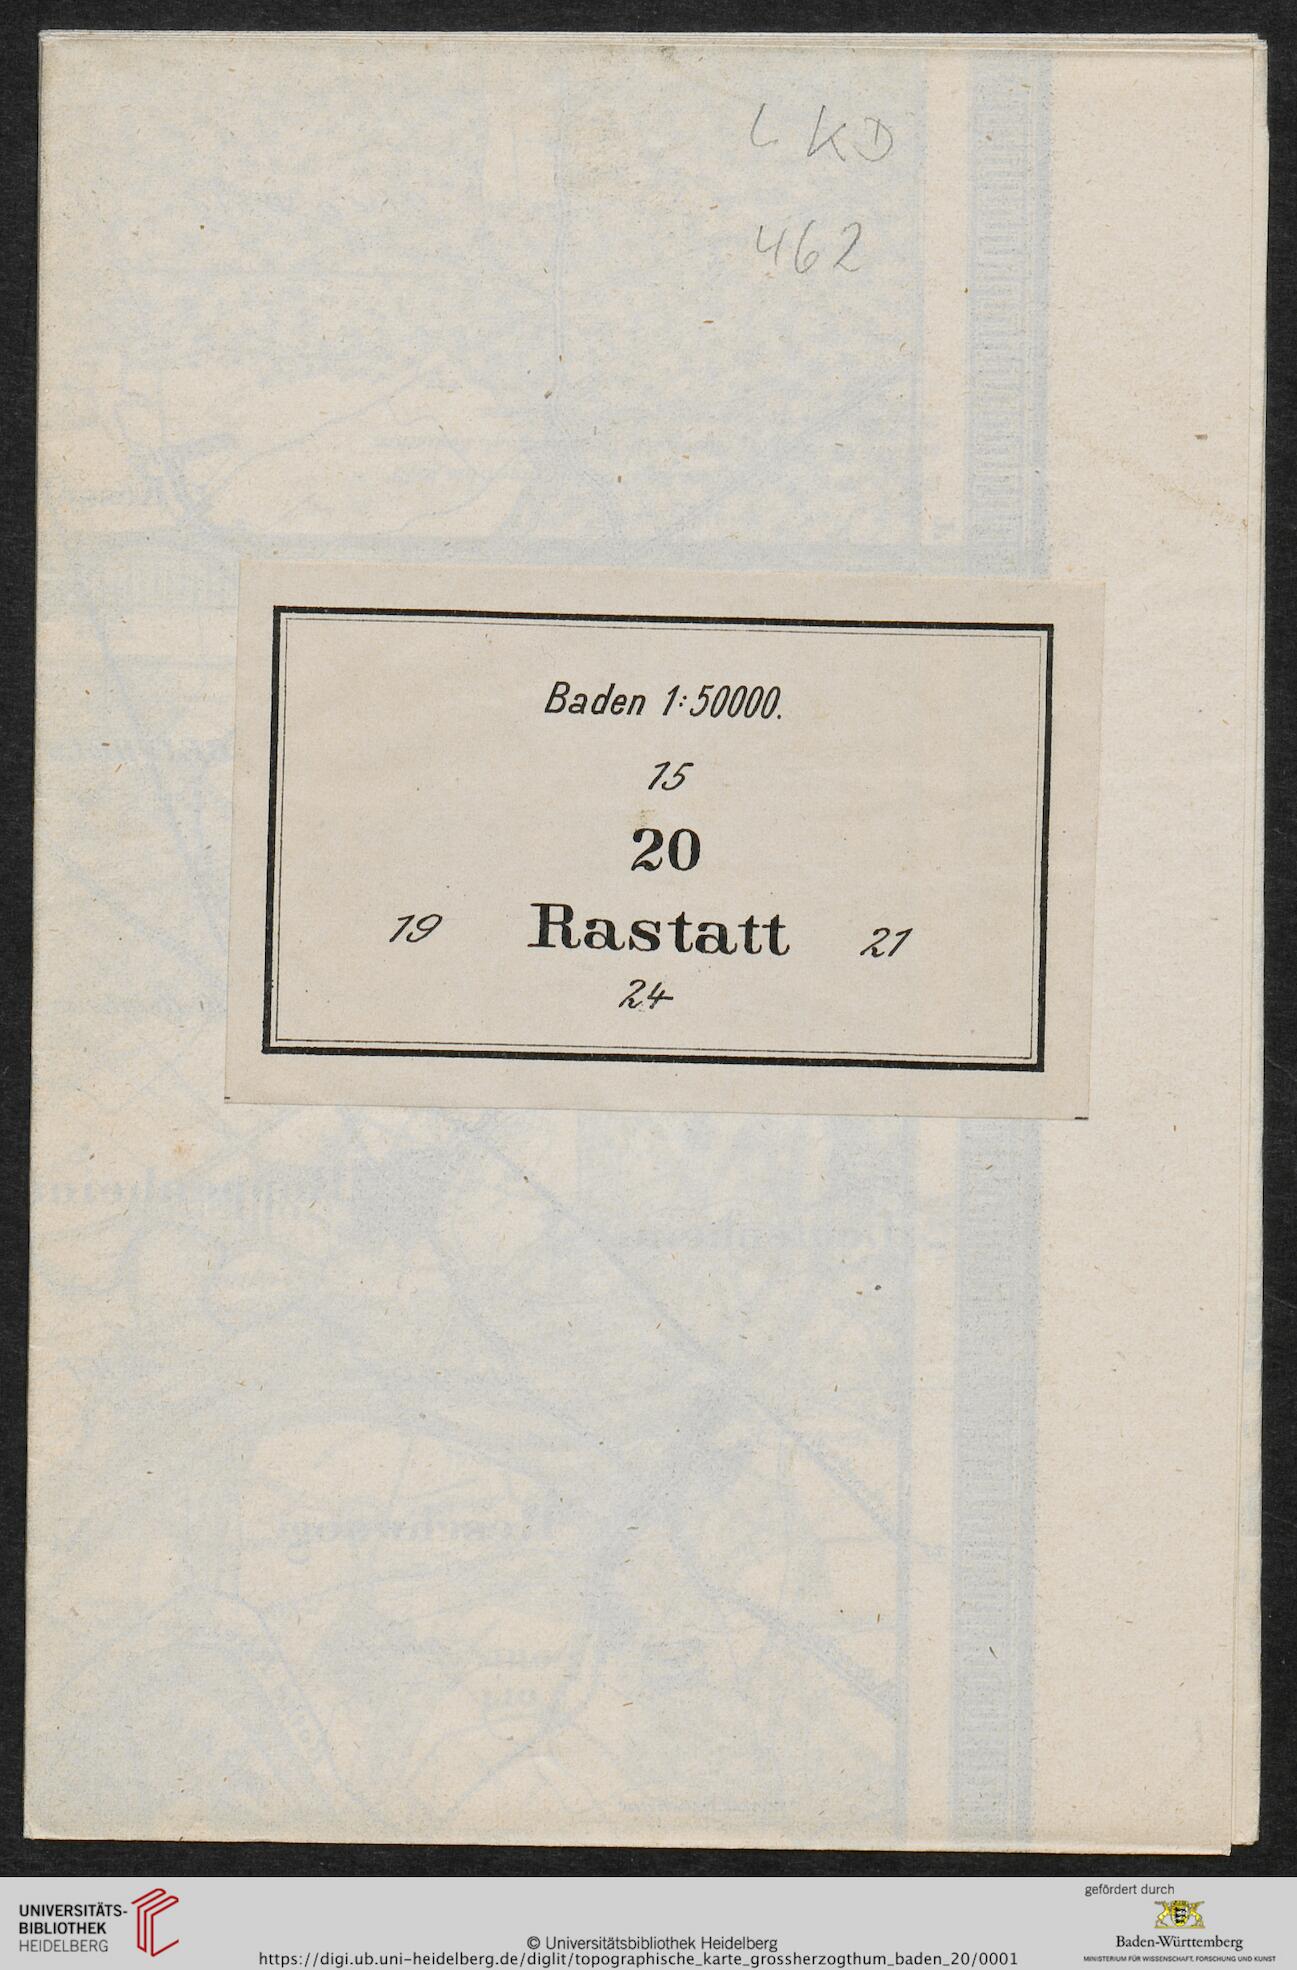 L KD
462
Baden 1:50000.
15
20
19 Rastatt 21
24
UNIVERSITÄTS-
BIBLIOTHEK
HEIDELBERG
© Universitätsbibliothek Heidelberg
https://digi.ub.uni-heidelberg.de/diglit/topographische_karte_grossherzogthum_baden_20/0001
gefördert durch
Baden-Württemberg
MINISTERIUM FÜR WISSENSCHAFT, FORSCHUNG UND KUNST